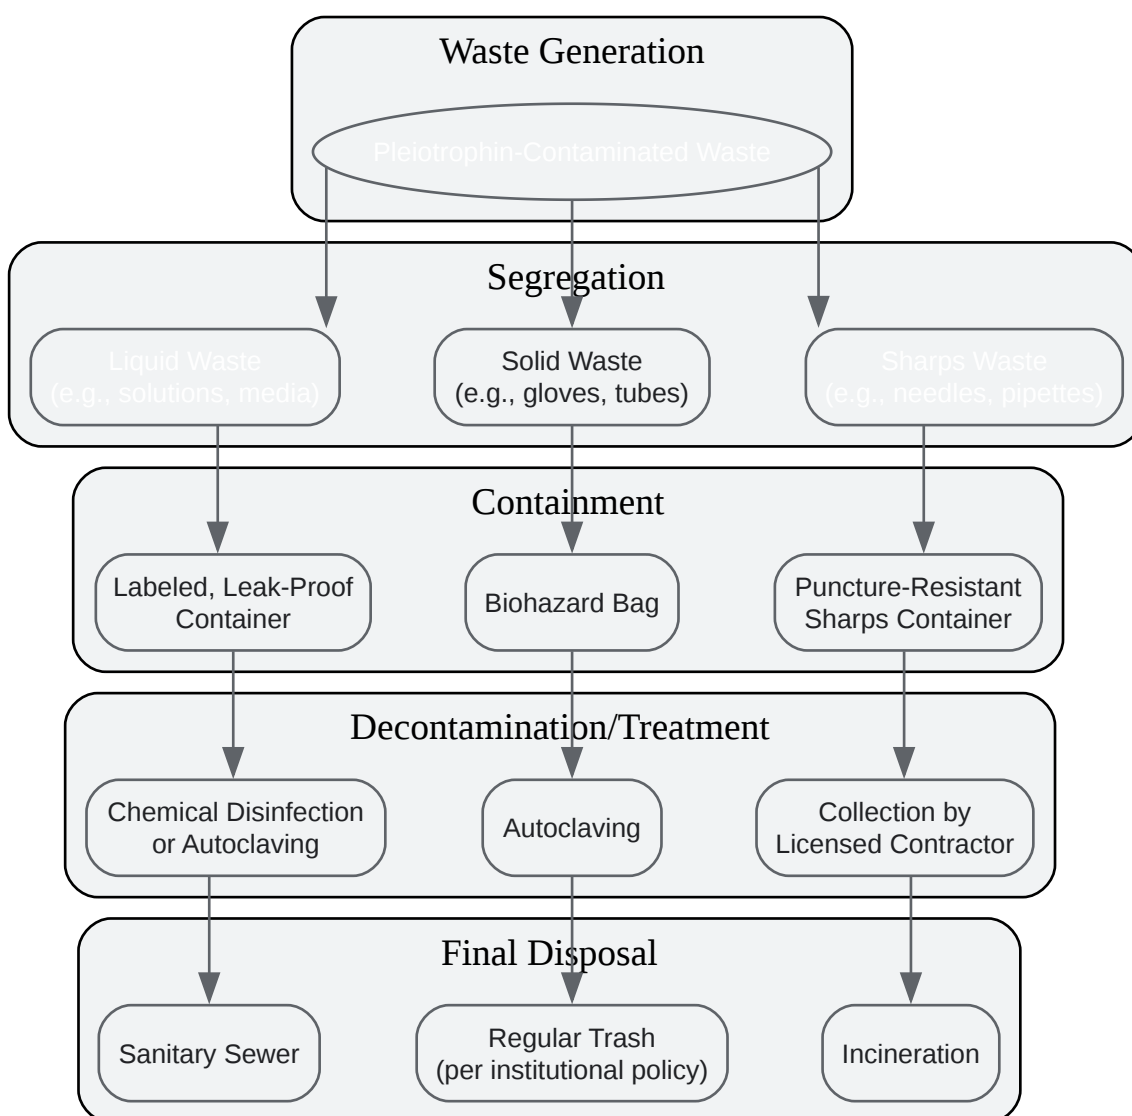 Waste Generation
Pleiotrophin-Contaminated Waste
Segregation
Liquid Waste
(e.g., solutions, media)
Solid Waste
(e.g., gloves, tubes)
Sharps Waste
(e.g., needles, pipettes)
Containment
Labeled, Leak-Proof
Container
Biohazard Bag
Puncture-Resistant
Sharps Container
Decontamination/Treatment
Chemical Disinfection
or Autoclaving
Autoclaving
Collection by
Licensed Contractor
Final Disposal
Sanitary Sewer
Regular Trash
(per institutional policy)
Incineration